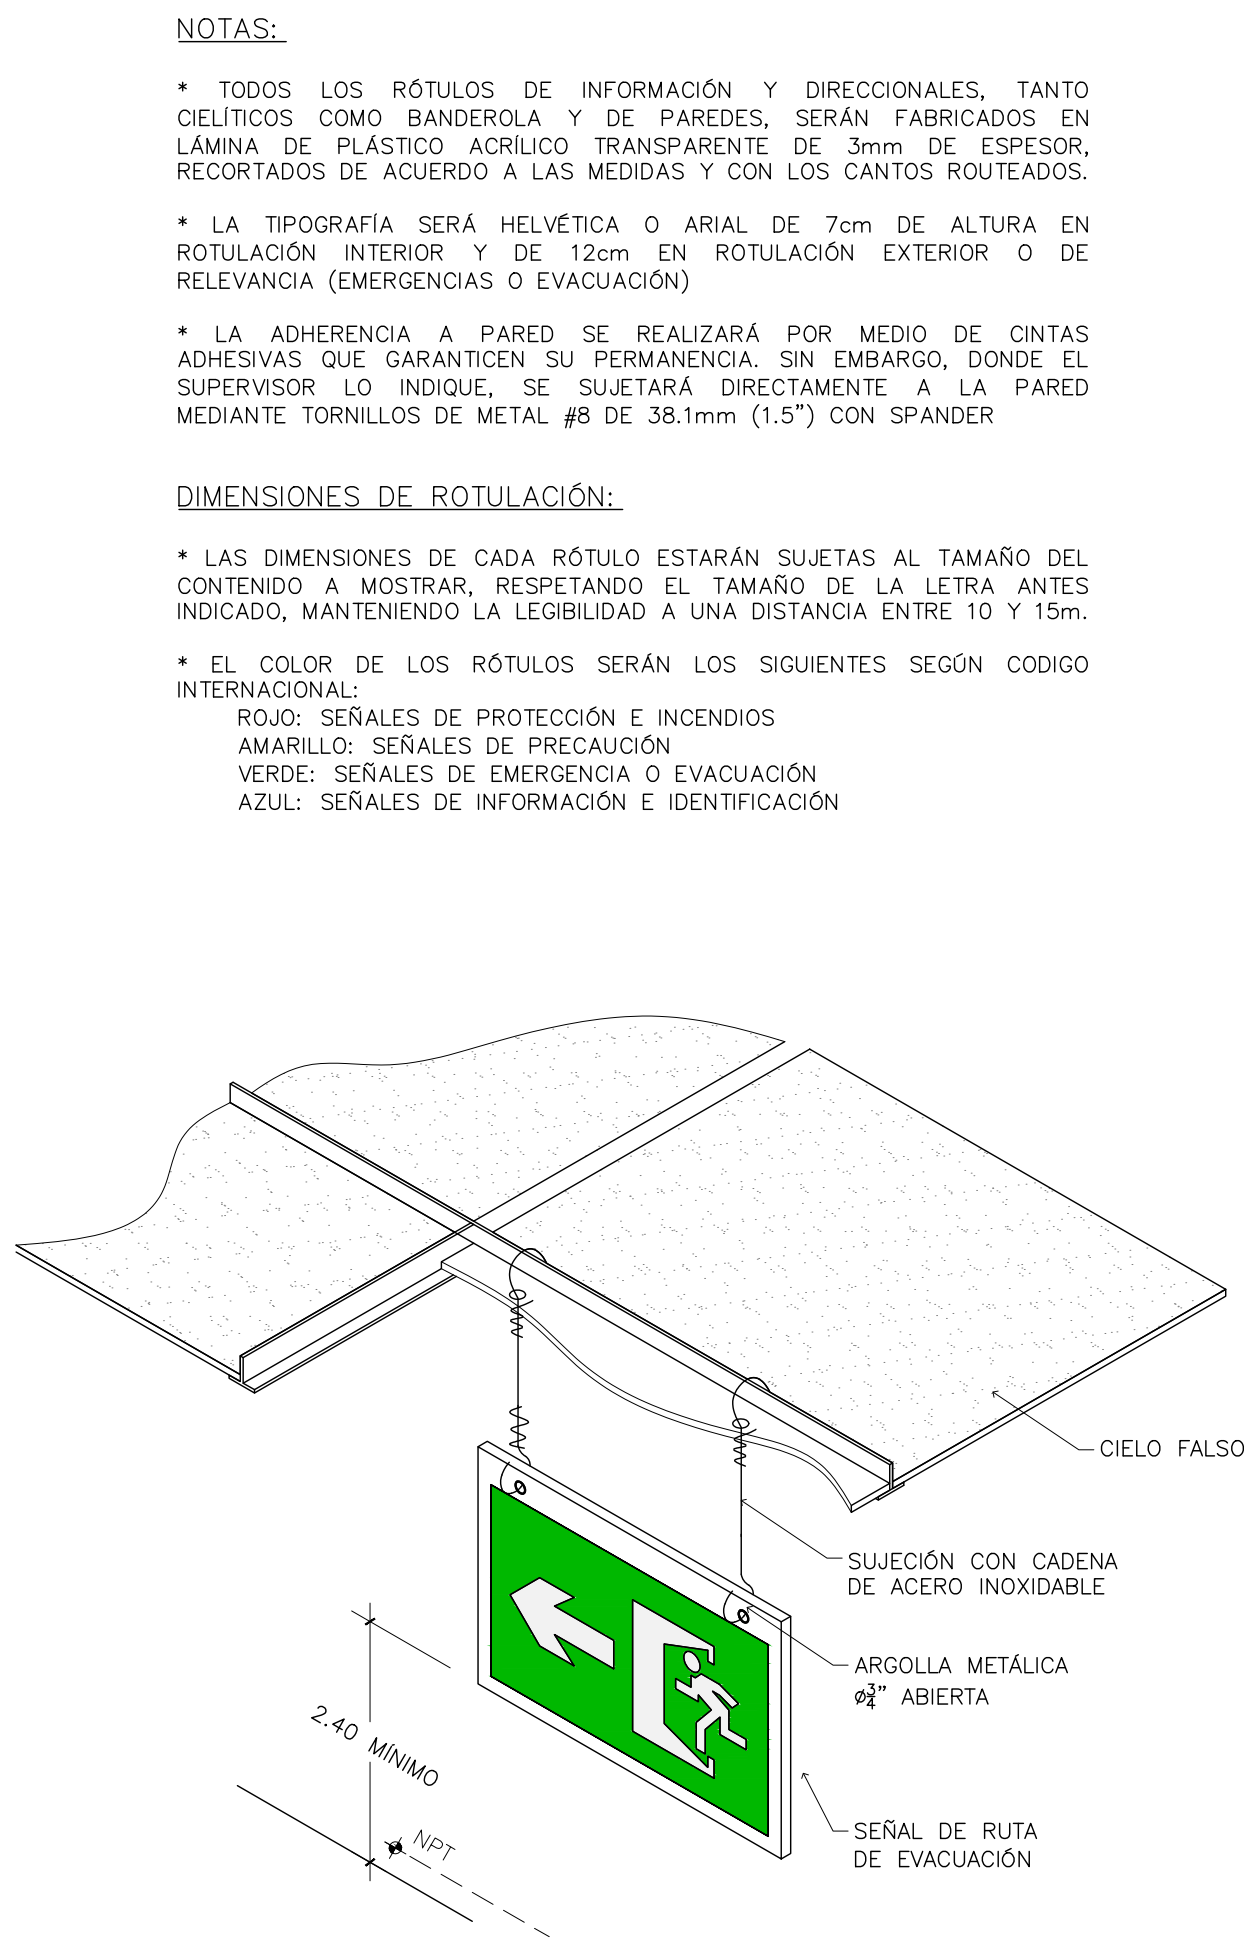 NOTAS:
* TODOS LOS RÓTULOS DE INFORMACIÓN Y DIRECCIONALES, TANTO
CIELÍTICOS COMO BANDEROLA Y DE PAREDES, SERÁN FABRICADOS EN
LÁMINA DE PLÁSTICO ACRÍLICO TRANSPARENTE DE 3mm DE ESPESOR,
RECORTADOS DE ACUERDO A LAS MEDIDAS Y CON LOS CANTOS ROUTEADOS.
* LA TIPOGRAFÍA SERÁ HELVÉTICA O ARIAL DE 7cm DE ALTURA EN
ROTULACIÓN INTERIOR Y DE 12cm EN ROTULACIÓN EXTERIOR O DE
RELEVANCIA (EMERGENCIAS O EVACUACIÓN)
* LA ADHERENCIA A PARED SE REALIZARÁ POR MEDIO DE CINTAS
ADHESIVAS QUE GARANTICEN SU PERMANENCIA. SIN EMBARGO, DONDE EL
SUPERVISOR LO INDIQUE, SE SUJETARÁ DIRECTAMENTE A LA PARED
MEDIANTE TORNILLOS DE METAL #8 DE 38.1mm (1.5") CON SPANDER
DIMENSIONES DE ROTULACIÓN:
* LAS DIMENSIONES DE CADA RÓTULO ESTARÁN SUJETAS AL TAMAÑO DEL
CONTENIDO A MOSTRAR, RESPETANDO EL TAMAÑO DE LA LETRA ANTES
INDICADO, MANTENIENDO LA LEGIBILIDAD A UNA DISTANCIA ENTRE 10 Y 15m.
* EL COLOR DE LOS RÓTULOS SERÁN LOS SIGUIENTES SEGÚN CODIGO
INTERNACIONAL:
ROJO: SEÑALES DE PROTECCIÓN E INCENDIOS
AMARILLO: SEÑALES DE PRECAUCIÓN
VERDE: SEÑALES DE EMERGENCIA O EVACUACIÓN
AZUL: SEÑALES DE INFORMACIÓN E IDENTIFICACIÓN
CIELO FALSO
SUJECIÓN CON CADENA
DE ACERO INOXIDABLE
ARGOLLA METÁLICA
Ø¾" ABIERTA
2.40 MÍNIMO
SEÑAL DE RUTA
DE EVACUACIÓN
NPT